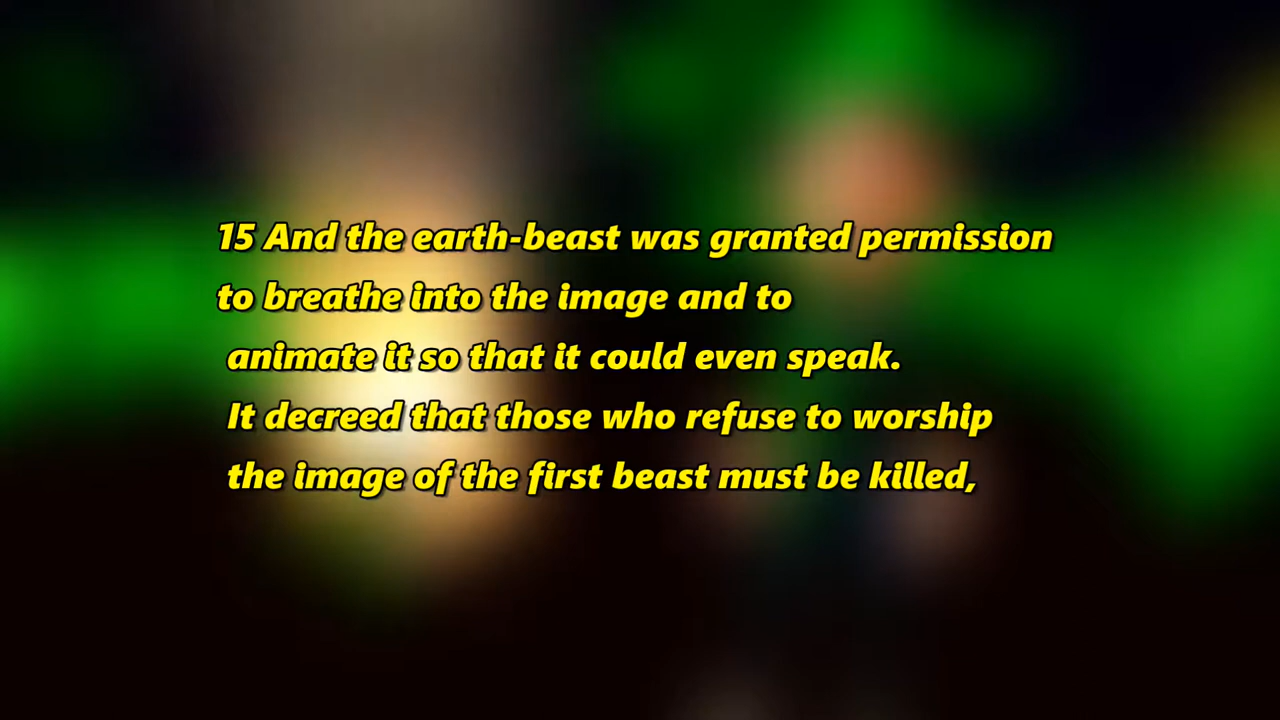 15 And the earth-beast was granted permission
to breathe into the image and to
animate it so that it could even speak.
It decreed that those who refuse to worship
the image of the first beast must be killed,